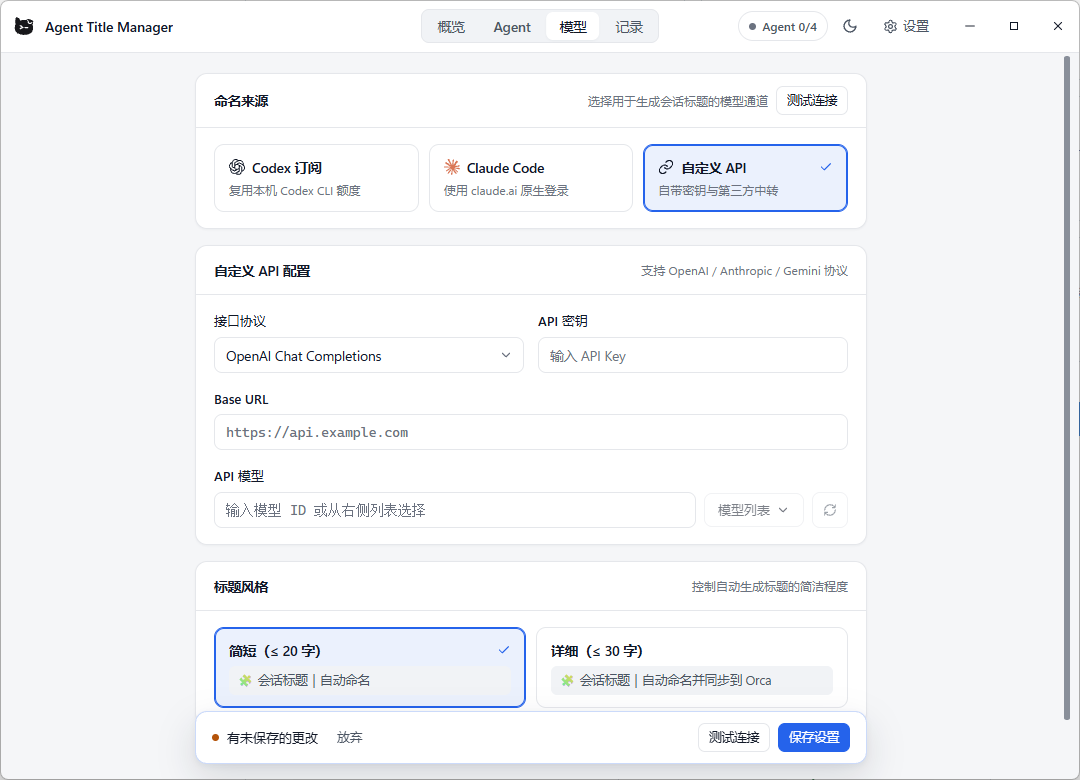 Agent Title Manager
概览 Agent 模型 记录
Agent 0/4
设置
命名来源
选择用于生成会话标题的模型通道
测试连接
Codex 订阅
复用本机 Codex CLI 额度
Claude Code
使用 claude.ai 原生登录
自定义 API
自带密钥与第三方中转
自定义 API 配置
支持 OpenAI / Anthropic / Gemini 协议
接口协议
OpenAI Chat Completions
API 密钥
输入 API Key
Base URL
https://api.example.com
API 模型
输入模型 ID 或从右侧列表选择
模型列表
标题风格
控制自动生成标题的简洁程度
简短（≤ 20 字）
会话标题 | 自动命名
详细（≤ 30 字）
会话标题 | 自动命名并同步到 Orca
有未保存的更改
放弃
测试连接
保存设置